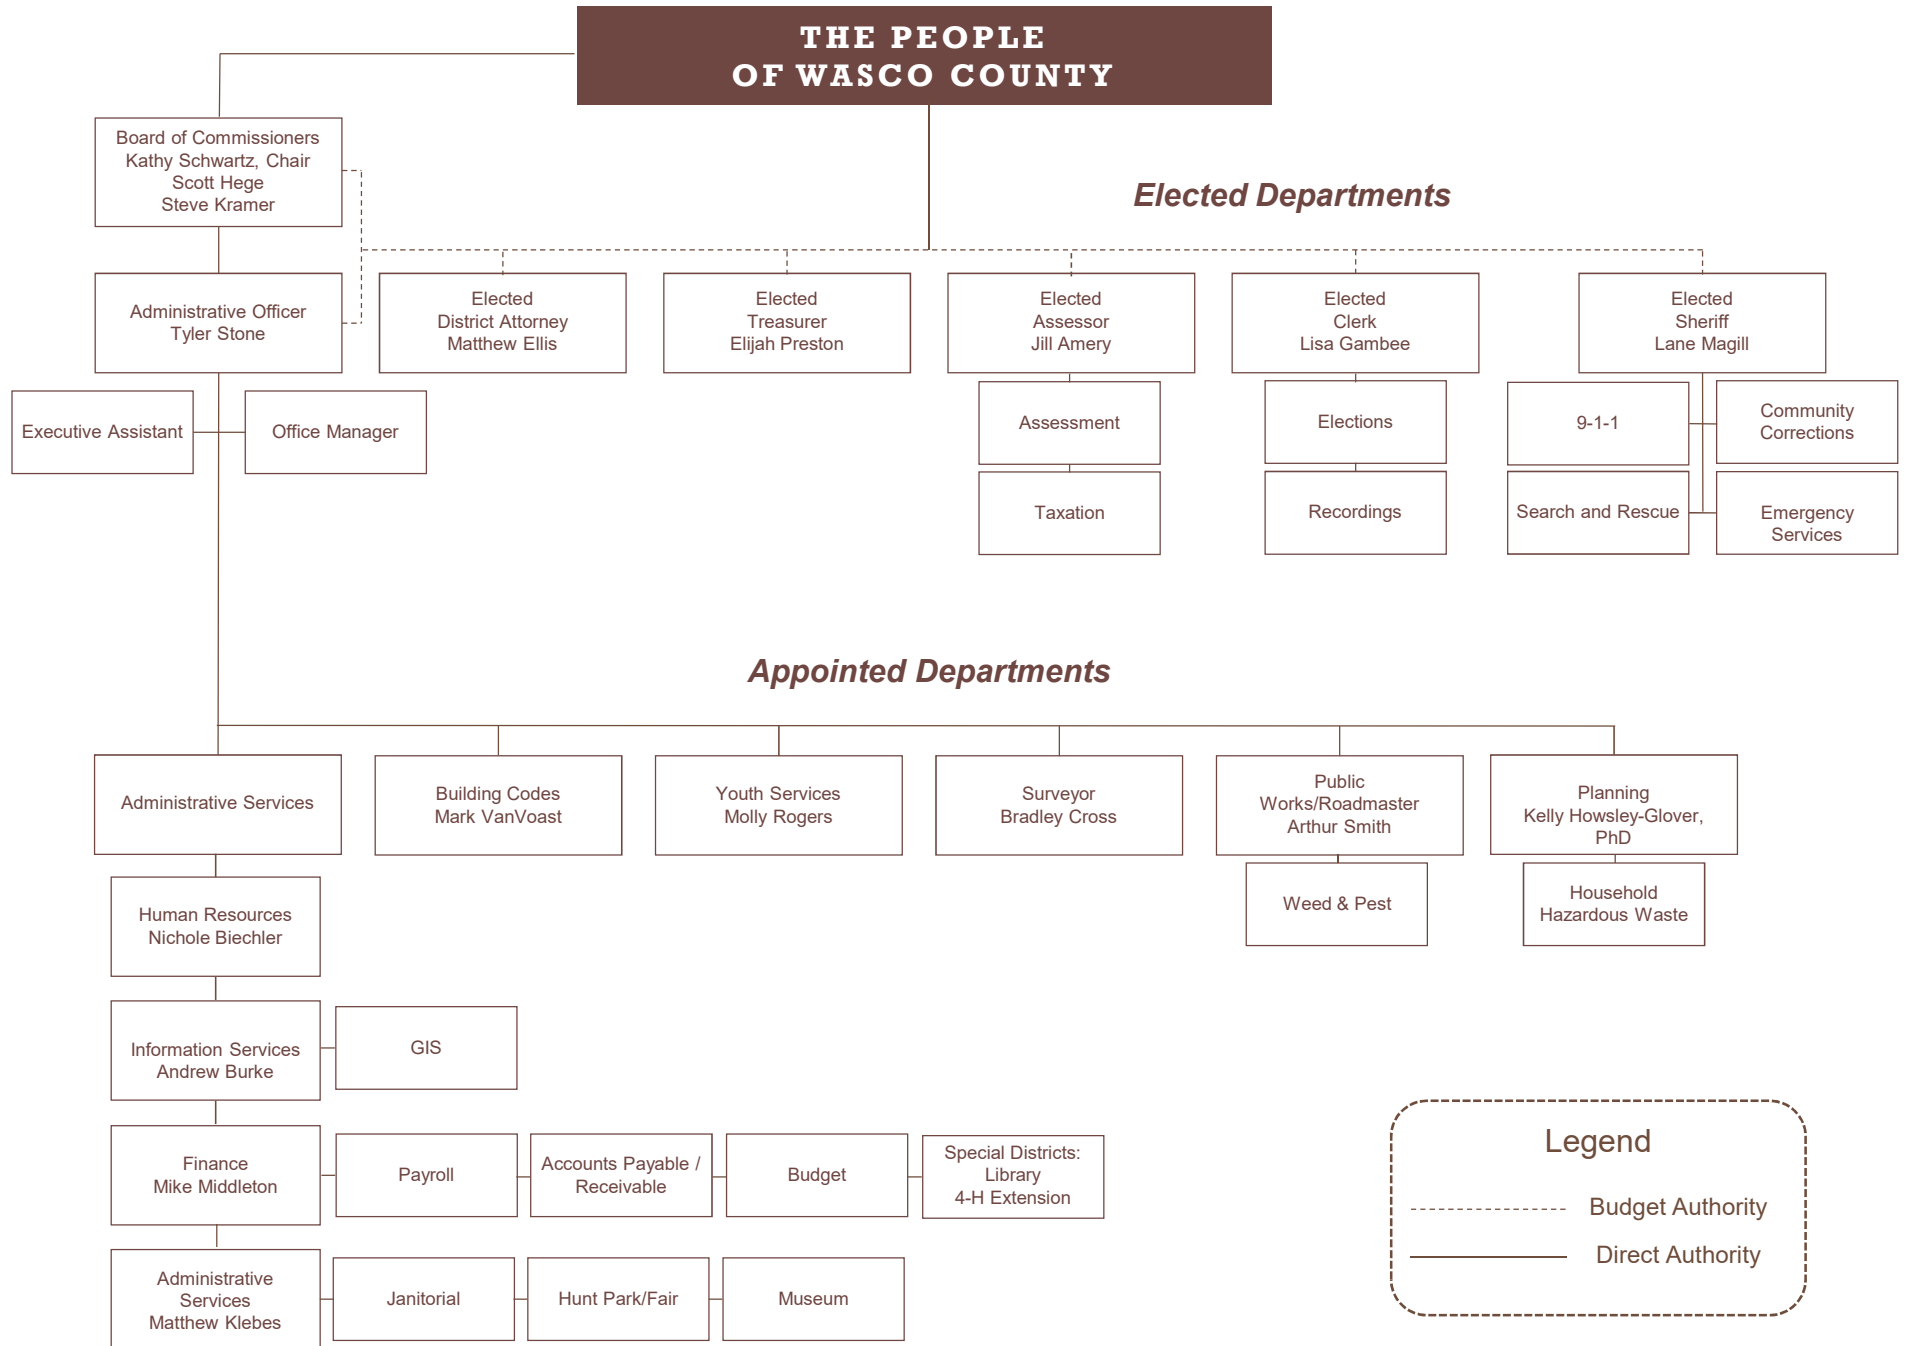 THE PEOPLE
OF WASCO COUNTY
Board of Commissioners
Kathy Schwartz, Chair
Scott Hege
Steve Kramer
Elected Departments
Administrative Officer
Tyler Stone
Elected
District Attorney
Matthew Ellis
Elected
Treasurer
Elijah Preston
Elected
Assessor
Jill Amery
Elected
Clerk
Lisa Gambee
Elected
Sheriff
Lane Magill
Executive Assistant
Office Manager
Assessment
Elections
9-1-1
Community
Corrections
Taxation
Recordings
Search and Rescue
Emergency
Services
Appointed Departments
Administrative Services
Building Codes
Mark VanVoast
Youth Services
Molly Rogers
Surveyor
Bradley Cross
Public
Works/Roadmaster
Arthur Smith
Planning
Kelly Howsley-Glover,
PhD
Human Resources
Nichole Biechler
Weed & Pest
Household
Hazardous Waste
Information Services
Andrew Burke
GIS
Finance
Mike Middleton
Payroll
Accounts Payable /
Receivable
Budget
Special Districts:
Library
4-H Extension
Administrative
Services
Matthew Klebes
Janitorial
Hunt Park/Fair
Museum
Legend
Budget Authority
Direct Authority